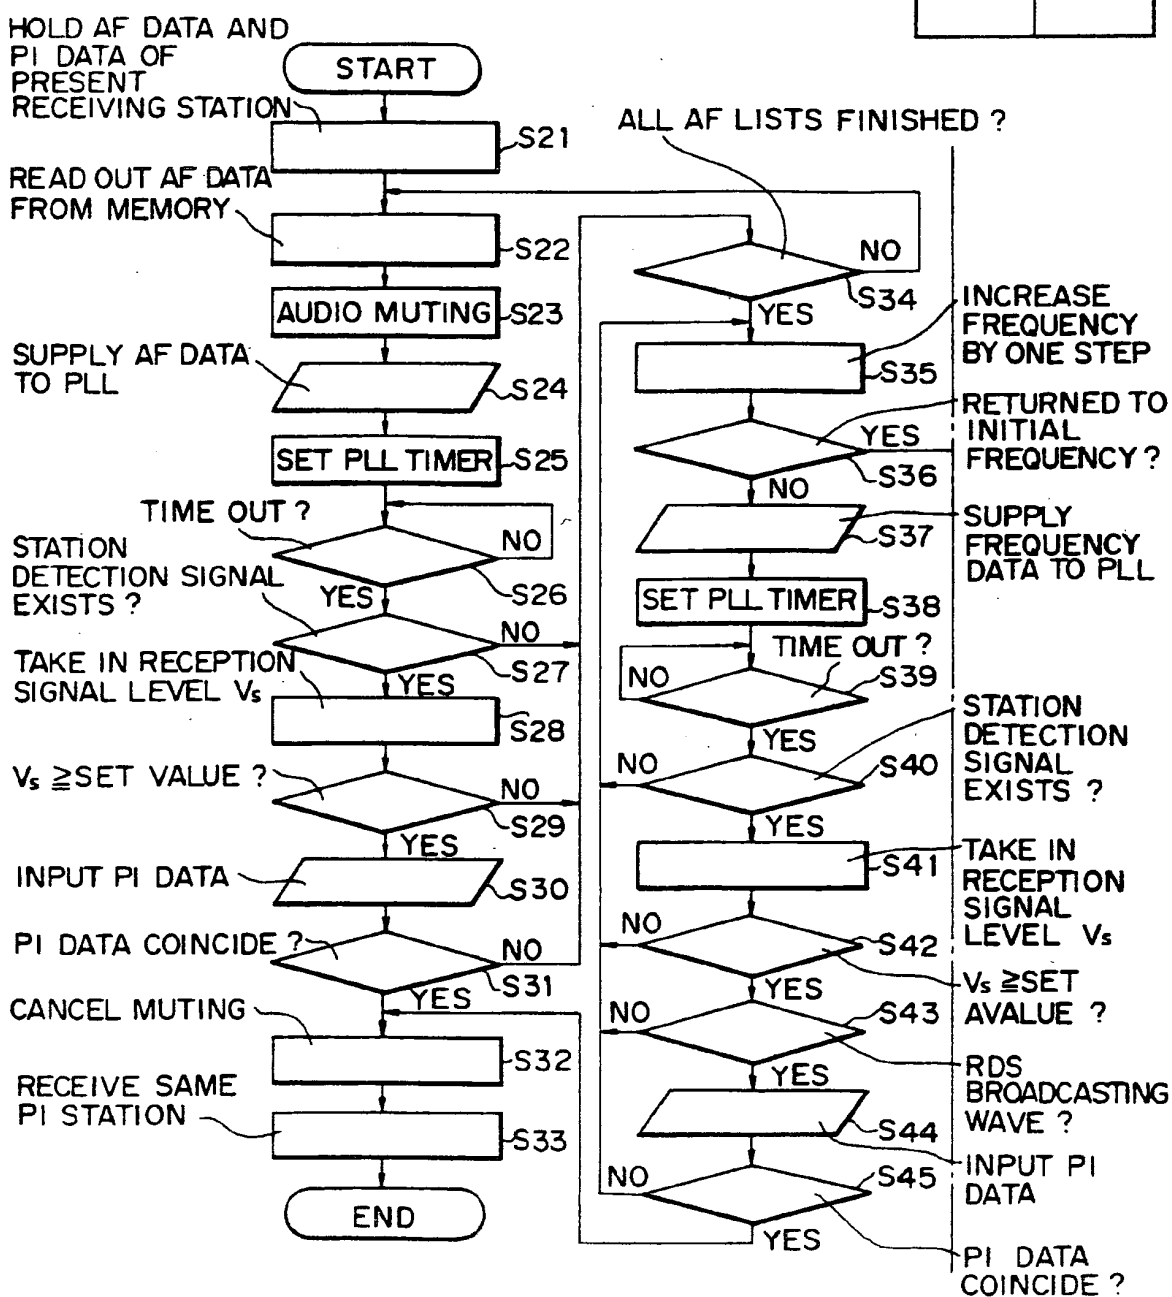 HOLD AF DATA AND
PI DATA OF
PRESENT
RECEIVING STATION
START
S21
READ OUT AF DATA
FROM MEMORY
S22
AUDIO MUTING
S23
SUPPLY AF DATA
TO PLL
S24
SET PLL TIMER
S25
TIME OUT ?
NO
S26
YES
STATION
DETECTION SIGNAL
EXISTS ?
NO
S27
YES
TAKE IN RECEPTION
SIGNAL LEVEL Vs
S28
Vs ≧SET VALUE ?
NO
S29
YES
INPUT PI DATA
S30
PI DATA COINCIDE ?
NO
S31
YES
CANCEL MUTING
S32
RECEIVE SAME
PI STATION
S33
END
ALL AF LISTS FINISHED ?
NO
S34
YES
INCREASE
FREQUENCY
BY ONE STEP
S35
RETURNED TO
INITIAL
FREQUENCY ?
YES
S36
NO
SUPPLY
FREQUENCY
DATA TO PLL
S37
SET PLL TIMER
S38
TIME OUT ?
NO
S39
YES
STATION
DETECTION
SIGNAL
EXISTS ?
NO
S40
YES
S41
TAKE IN
RECEPTION
SIGNAL
LEVEL Vs
NO
S42
YES
Vs ≧SET
AVALUE ?
NO
S43
YES
RDS
BROADCASTING
WAVE ?
S44
INPUT PI
DATA
NO
S45
YES
PI DATA
COINCIDE ?